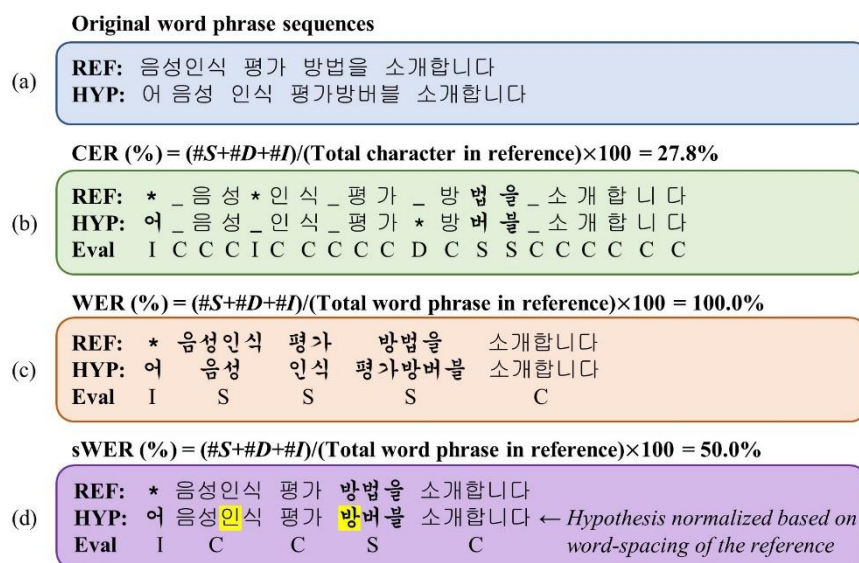 Original word phrase sequences
(a)
REF: 음성인식 평가 방법을 소개합니다
HYP: 어 음성 인식 평가방버블 소개합니다
CER (%) = (#S+#D+#I)/(Total character in reference)×100 = 27.8%
(b)
REF: * _ 음 성 * 인 식 _ 평 가 _ 방 법 을 _ 소 개 합 니 다
HYP: 어 _ 음 성 _ 인 식 _ 평 가 * 방 버 블 _ 소 개 합 니 다
Eval I C C C I C C C C C D C S S C C C C C C
WER (%) = (#S+#D+#I)/(Total word phrase in reference)×100 = 100.0%
(c)
REF: * 음성인식 평가 방법을 소개합니다
HYP: 어 음성 인식 평가방버블 소개합니다
Eval I S S S C
sWER (%) = (#S+#D+#I)/(Total word phrase in reference)×100 = 50.0%
(d)
REF: * 음성인식 평가 방법을 소개합니다
HYP: 어 음성인식 평가 방버블 소개합니다 ← Hypothesis normalized based on
Eval I C C S C word-spacing of the reference